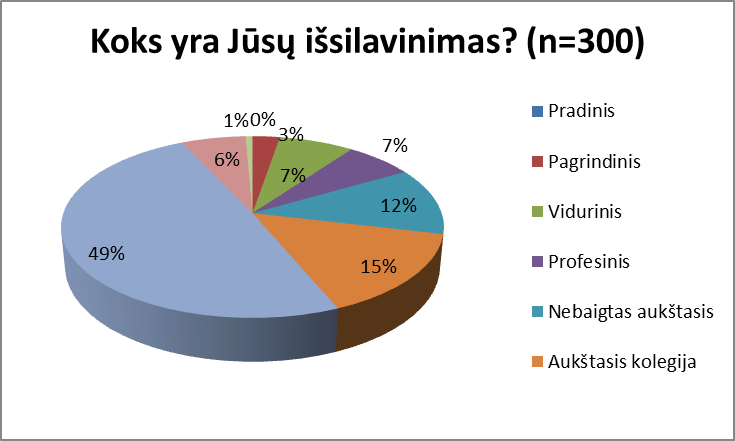 Koks yra Jūsų išsilavinimas? (n=300)
1%
0%
3%
7%
6%
7%
12%
15%
49%
Pradinis
Pagrindinis
Vidurinis
Profesinis
Nebaigtas aukštasis
Aukštasis kolegija